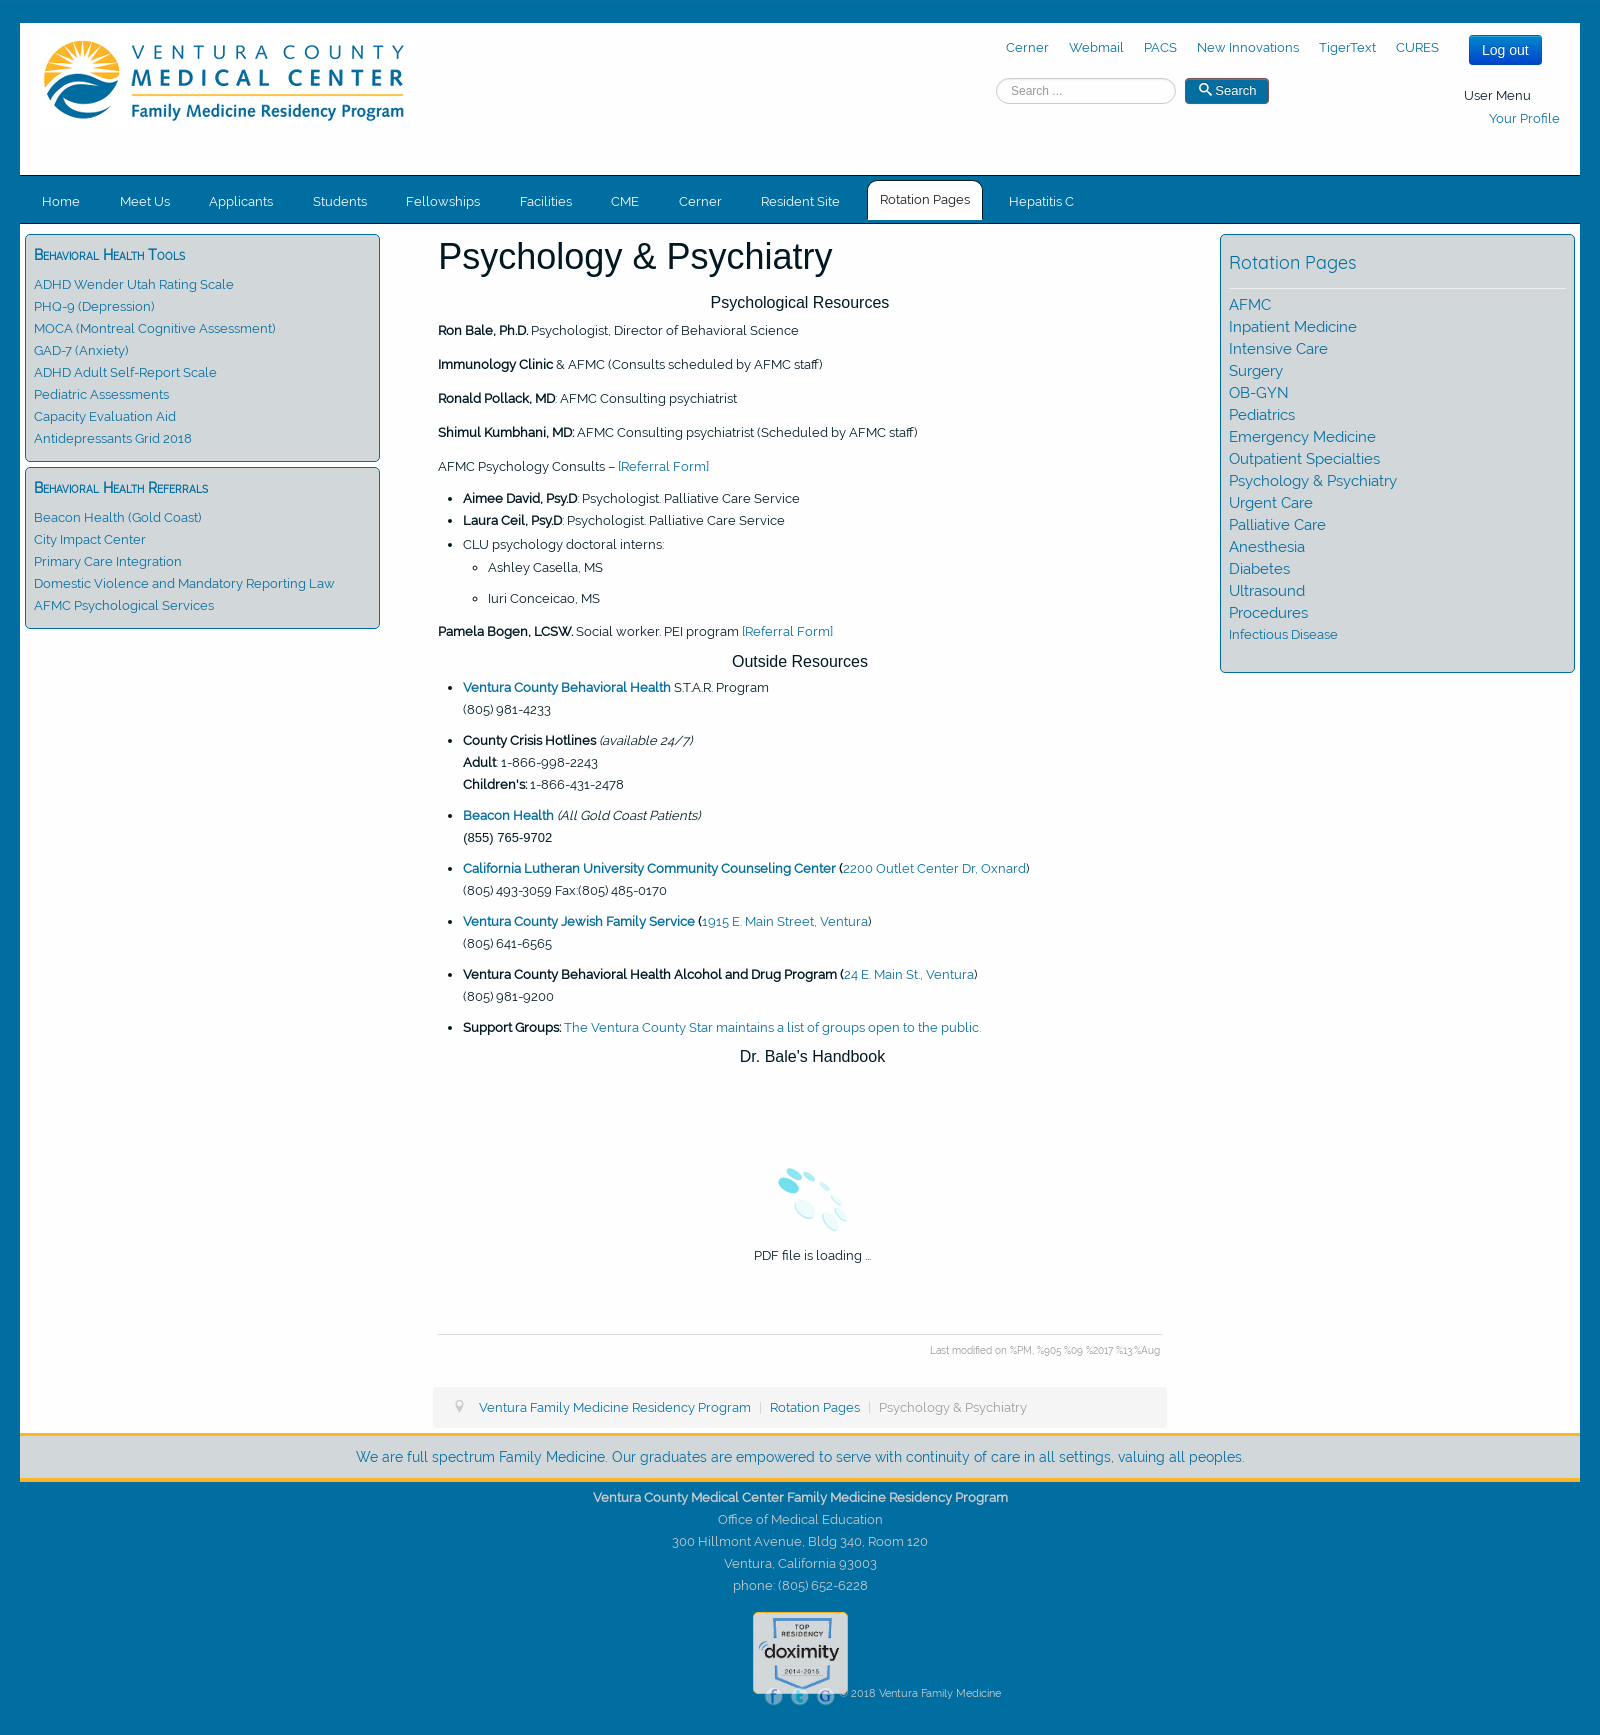 VENTURA COUNTY
MEDICAL CENTER
Family Medicine Residency Program
Cerner Webmail PACS New Innovations TigerText CURES
Log out
Search ...
Search
User Menu
Your Profile
Home Meet Us Applicants Students Fellowships Facilities CME Cerner Resident Site Rotation Pages Hepatitis C
Behavioral Health Tools
ADHD Wender Utah Rating Scale
PHQ-9 (Depression)
MOCA (Montreal Cognitive Assessment)
GAD-7 (Anxiety)
ADHD Adult Self-Report Scale
Pediatric Assessments
Capacity Evaluation Aid
Antidepressants Grid 2018
Behavioral Health Referrals
Beacon Health (Gold Coast)
City Impact Center
Primary Care Integration
Domestic Violence and Mandatory Reporting Law
AFMC Psychological Services
Psychology & Psychiatry
Psychological Resources
Ron Bale, Ph.D. Psychologist, Director of Behavioral Science
Immunology Clinic & AFMC (Consults scheduled by AFMC staff)
Ronald Pollack, MD: AFMC Consulting psychiatrist
Shimul Kumbhani, MD: AFMC Consulting psychiatrist (Scheduled by AFMC staff)
AFMC Psychology Consults – [Referral Form]
Aimee David, Psy.D: Psychologist. Palliative Care Service
Laura Ceil, Psy.D: Psychologist. Palliative Care Service
CLU psychology doctoral interns:
Ashley Casella, MS
Iuri Conceicao, MS
Pamela Bogen, LCSW. Social worker. PEI program [Referral Form]
Outside Resources
Ventura County Behavioral Health S.T.A.R. Program
(805) 981-4233
County Crisis Hotlines (available 24/7)
Adult: 1-866-998-2243
Children's: 1-866-431-2478
Beacon Health (All Gold Coast Patients)
(855) 765-9702
California Lutheran University Community Counseling Center (2200 Outlet Center Dr, Oxnard)
(805) 493-3059 Fax:(805) 485-0170
Ventura County Jewish Family Service (1915 E. Main Street, Ventura)
(805) 641-6565
Ventura County Behavioral Health Alcohol and Drug Program (24 E. Main St., Ventura)
(805) 981-9200
Support Groups: The Ventura County Star maintains a list of groups open to the public.
Dr. Bale's Handbook
PDF file is loading ...
Last modified on %PM, %905 %09 %2017 %13:%Aug
Rotation Pages
AFMC
Inpatient Medicine
Intensive Care
Surgery
OB-GYN
Pediatrics
Emergency Medicine
Outpatient Specialties
Psychology & Psychiatry
Urgent Care
Palliative Care
Anesthesia
Diabetes
Ultrasound
Procedures
Infectious Disease
Ventura Family Medicine Residency Program | Rotation Pages | Psychology & Psychiatry
We are full spectrum Family Medicine. Our graduates are empowered to serve with continuity of care in all settings, valuing all peoples.
Ventura County Medical Center Family Medicine Residency Program
Office of Medical Education
300 Hillmont Avenue, Bldg 340, Room 120
Ventura, California 93003
phone: (805) 652-6228
TOP
RESIDENCY
doximity
2014-2015
f t G © 2018 Ventura Family Medicine